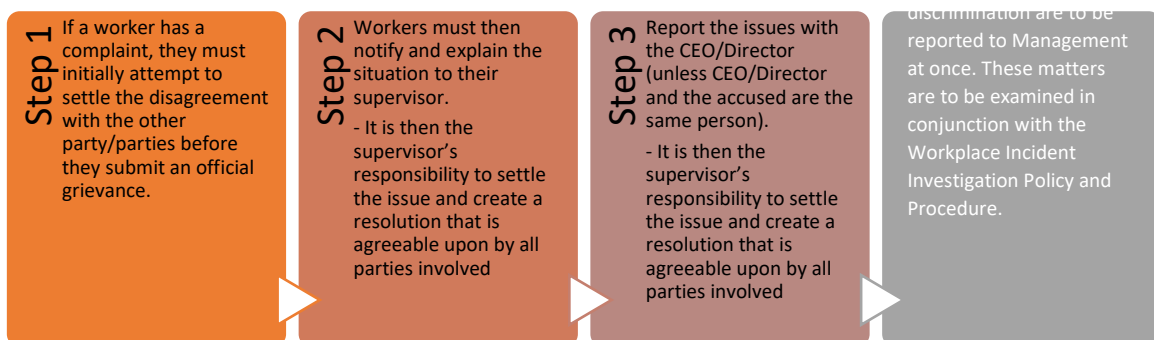 Step 1
If a worker has a
complaint, they must
initially attempt to
settle the disagreement
with the other
party/parties before
they submit an official
grievance.
Step 2
Workers must then
notify and explain the
situation to their
supervisor.
- It is then the
supervisor's
responsibility to settle
the issue and create a
resolution that is
agreeable upon by all
parties involved
Step 3
Report the issues with
the CEO/Director
(unless CEO/Director
and the accused are the
same person).
- It is then the
supervisor's
responsibility to settle
the issue and create a
resolution that is
agreeable upon by all
parties involved
discrimination are to be
reported to Management
at once. These matters
are to be examined in
conjunction with the
Workplace Incident
Investigation Policy and
Procedure.